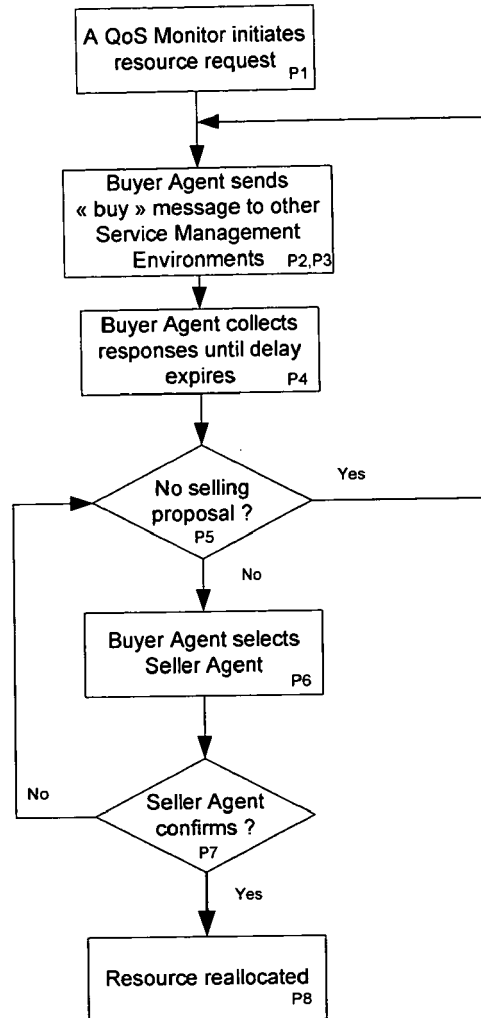 A QoS Monitor initiates
resource request
P1
Buyer Agent sends
« buy » message to other
Service Management
Environments
P2,P3
Buyer Agent collects
responses until delay
expires
P4
No selling
proposal ?
P5
Yes
No
Buyer Agent selects
Seller Agent
P6
No
Seller Agent
confirms ?
P7
Yes
Resource reallocated
P8